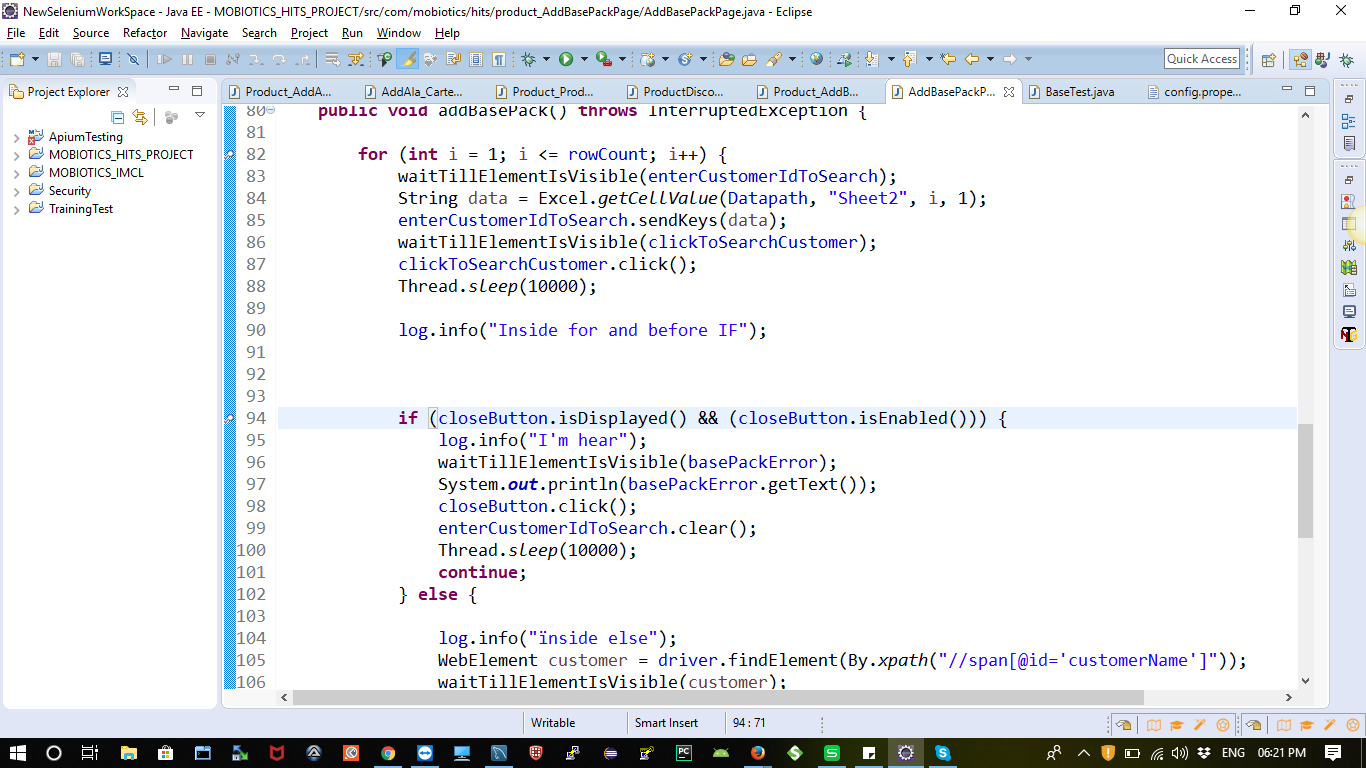 NewSeleniumWorkSpace - Java EE - MOBIOTICS_HITS_PROJECT/src/com/mobiotics/hits/product_AddBasePackPage/AddBasePackPage.java - Eclipse
File Edit Source Refactor Navigate Search Project Run Window Help
Quick Access
Project Explorer
Product_AddA... AddAla_Carte... Product_Prod... ProductDisco... Product_AddB... AddBasePackP... BaseTest.java config.prope...
ApiumTesting
MOBIOTICS_HITS_PROJECT
MOBIOTICS_IMCL
Security
TrainingTest
80 public void addBasePack() throws InterruptedException {
81
82 for (int i = 1; i <= rowCount; i++) {
83 waitTillElementIsVisible(enterCustomerIdToSearch);
84 String data = Excel.getCellValue(Datapath, "Sheet2", i, 1);
85 enterCustomerIdToSearch.sendKeys(data);
86 waitTillElementIsVisible(clickToSearchCustomer);
87 clickToSearchCustomer.click();
88 Thread.sleep(10000);
89
90 log.info("Inside for and before IF");
91
92
93
94 if (closeButton.isDisplayed() && (closeButton.isEnabled())) {
95 log.info("I'm hear");
96 waitTillElementIsVisible(basePackError);
97 System.out.println(basePackError.getText());
98 closeButton.click();
99 enterCustomerIdToSearch.clear();
100 Thread.sleep(10000);
101 continue;
102 } else {
103
104 log.info("ïnside else");
105 WebElement customer = driver.findElement(By.xpath("//span[@id='customerName']"));
106 waitTillElementIsVisible(customer);
Writable Smart Insert 94 : 71
ENG 06:21 PM